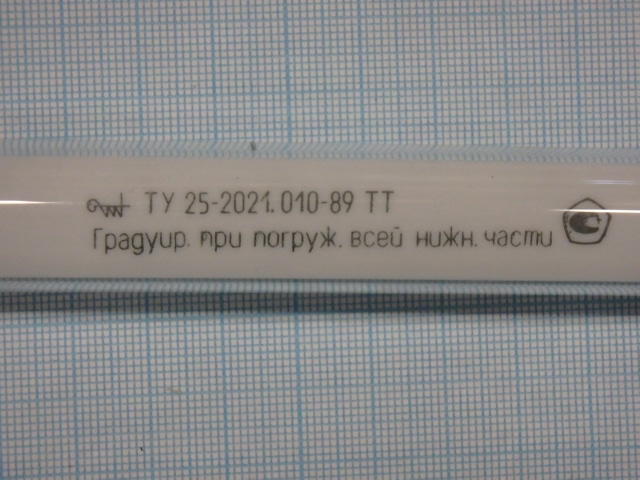 ТУ 25-2021.010-89 ТТ
Градуир. при погруж. всей нижн. части